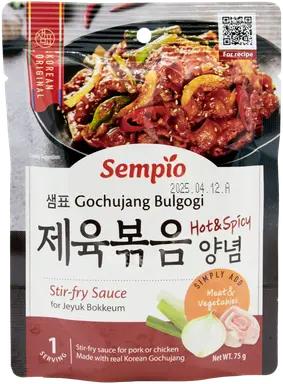 KOREAN ORIGINAL
For recipe
Sempio
2025.04.12.A
샘표 Gochujang Bulgogi
Hot&Spicy
제육볶음 양념
SIMPLY ADD
Meat &
Vegetables
Stir-fry Sauce
for Jeyuk Bokkeum
1
SERVING
Stir-fry sauce for pork or chicken
Made with real Korean Gochujang
Net WT. 75 g